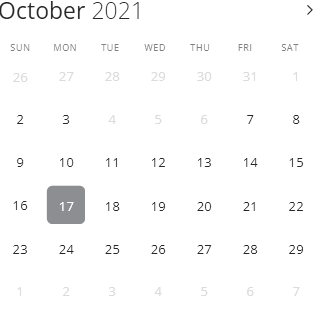 October 2021
SUN MON TUE WED THU FRI SAT
26 27 28 29 30 31 1
2 3 4 5 6 7 8
9 10 11 12 13 14 15
16 17 18 19 20 21 22
23 24 25 26 27 28 29
1 2 3 4 5 6 7